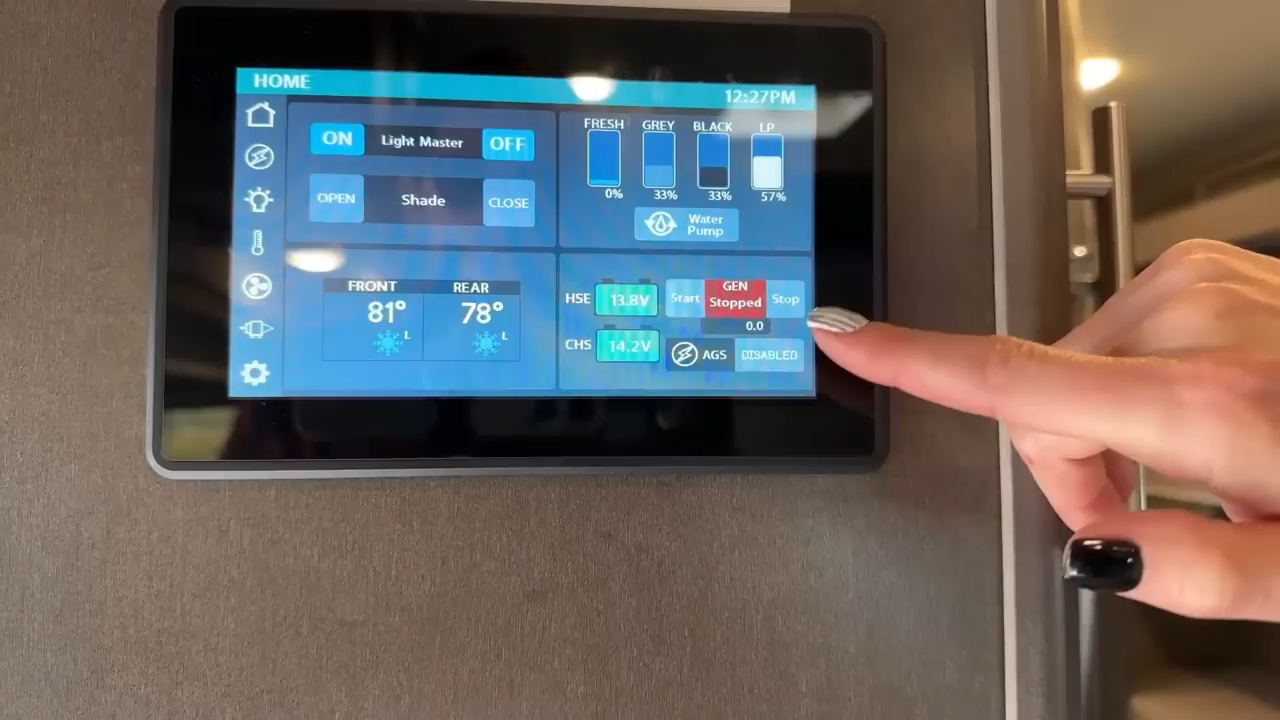 HOME
12:27PM
ON Light Master OFF
OPEN Shade CLOSE
FRESH GREY BLACK LP
0% 33% 33% 57%
Water
Pump
FRONT REAR
81° 78°
L L
HSE 13.8V
CHS 14.2V
Start GEN Stopped Stop
0.0
AGS DISABLED